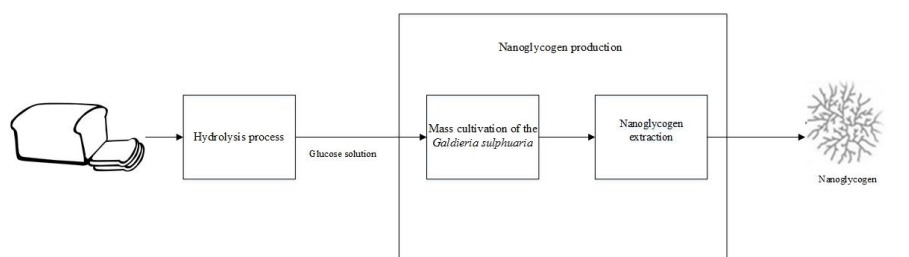 Nanoglycogen production
Hydrolysis process
Glucose solution
Mass cultivation of the
Galdieria sulphuaria
Nanoglycogen
extraction
Nanoglycogen